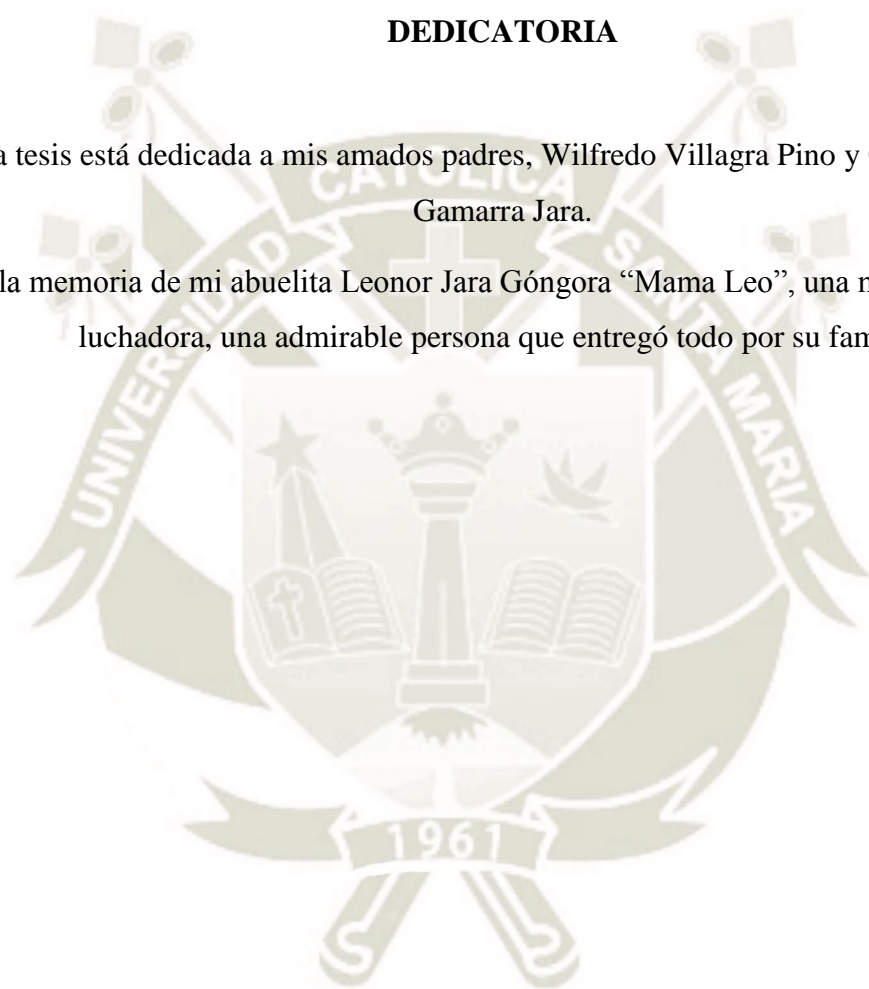 DEDICATORIA
a tesis está dedicada a mis amados padres, Wilfredo Villagra Pino y
Gamarra Jara.
la memoria de mi abuelita Leonor Jara Góngora “Mama Leo”, una
luchadora, una admirable persona que entregó todo por su
UNIVERSIDAD CATOLICA SANTA MARIA
1961